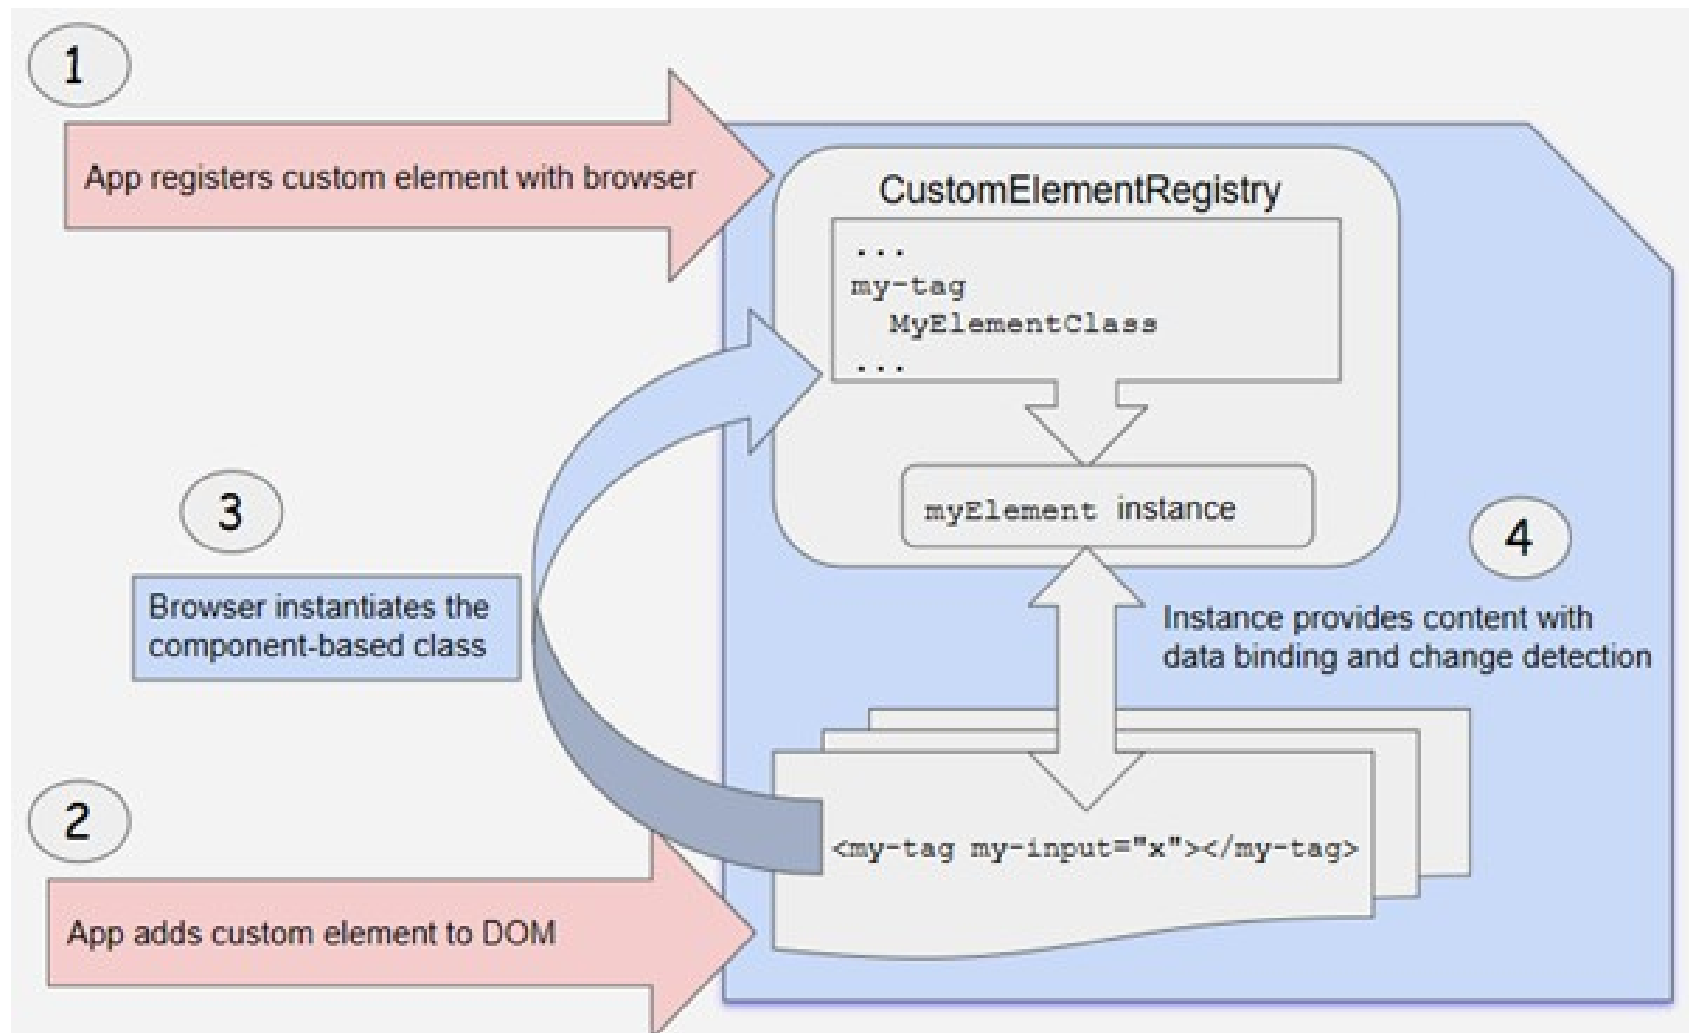 1
App registers custom element with browser
CustomElementRegistry
...
my-tag
MyElementClass
...
myElement instance
3
Browser instantiates the
component-based class
4
Instance provides content with
data binding and change detection
2
<my-tag my-input="x"></my-tag>
App adds custom element to DOM